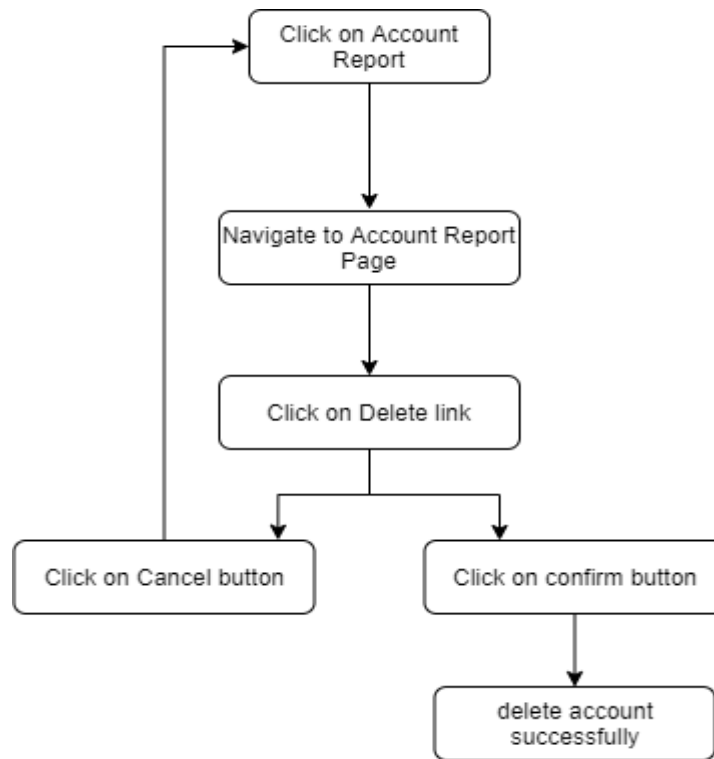 Click on Account
Report
Navigate to Account Report
Page
Click on Delete link
Click on Cancel button
Click on confirm button
delete account
successfully